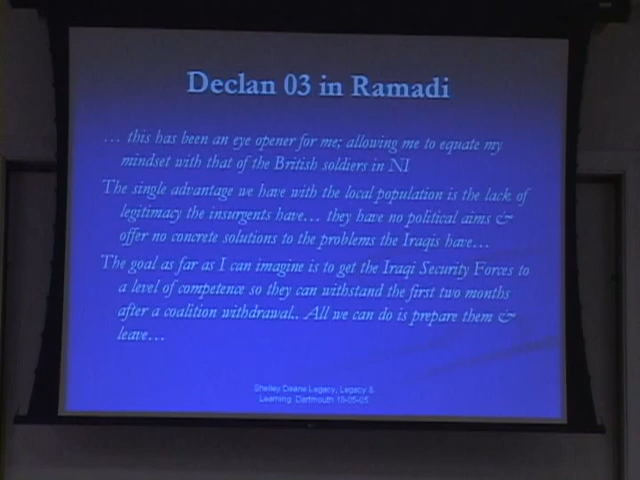 Declan 03 in Ramadi
… this has been an eye opener for me; allowing me to equate my
mindset with that of the British soldiers in NI
The single advantage we have with the local population is the lack of
legitimacy the insurgents have… they have no political aims &
offer no concrete solutions to the problems the Iraqis have…
The goal as far as I can imagine is to get the Iraqi Security Forces to
a level of competence so they can withstand the first two months
after a coalition withdrawal.. All we can do is prepare them &
leave…
Shelley Deane Legacy, Legacy &
Learning. Dartmouth